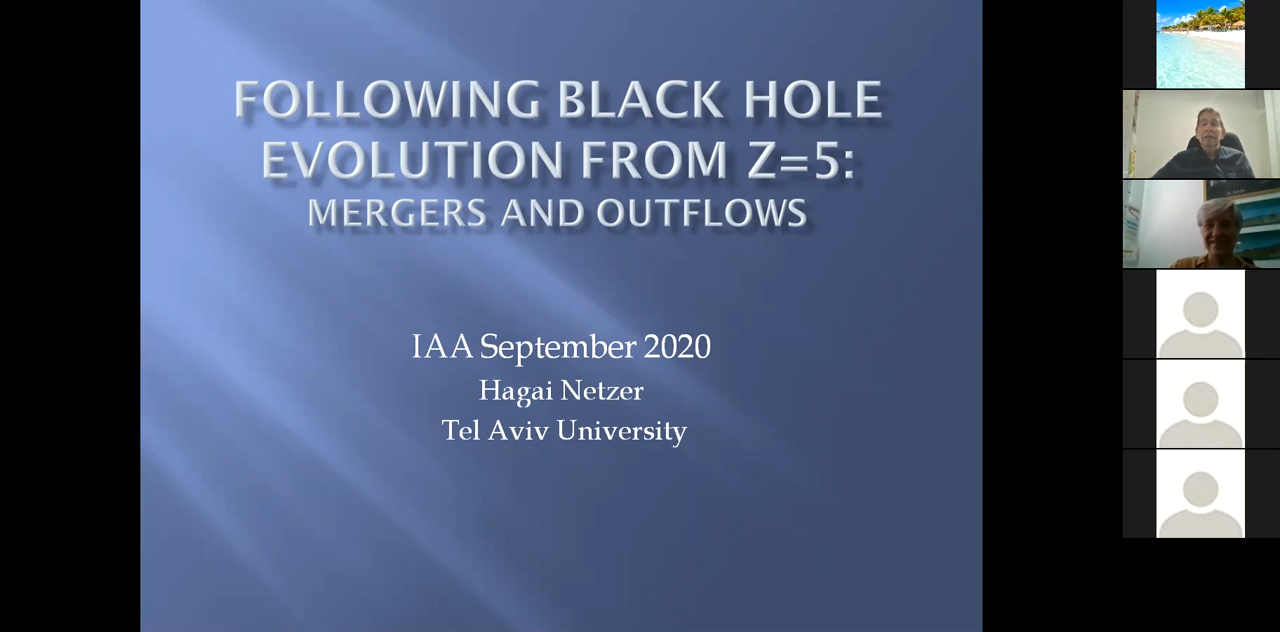 FOLLOWING BLACK HOLE
EVOLUTION FROM Z=5:
MERGERS AND OUTFLOWS
IAA September 2020
Hagai Netzer
Tel Aviv University